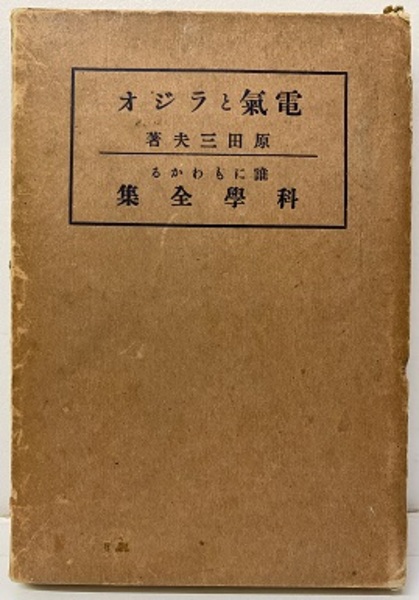 電氣とラジオ
原田三夫著
誰にもわかる
科學全集